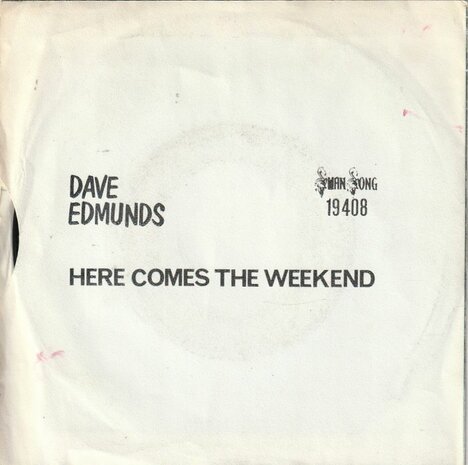 DAVE
EDMUNDS
SWAN SONG
19408
HERE COMES THE WEEKEND